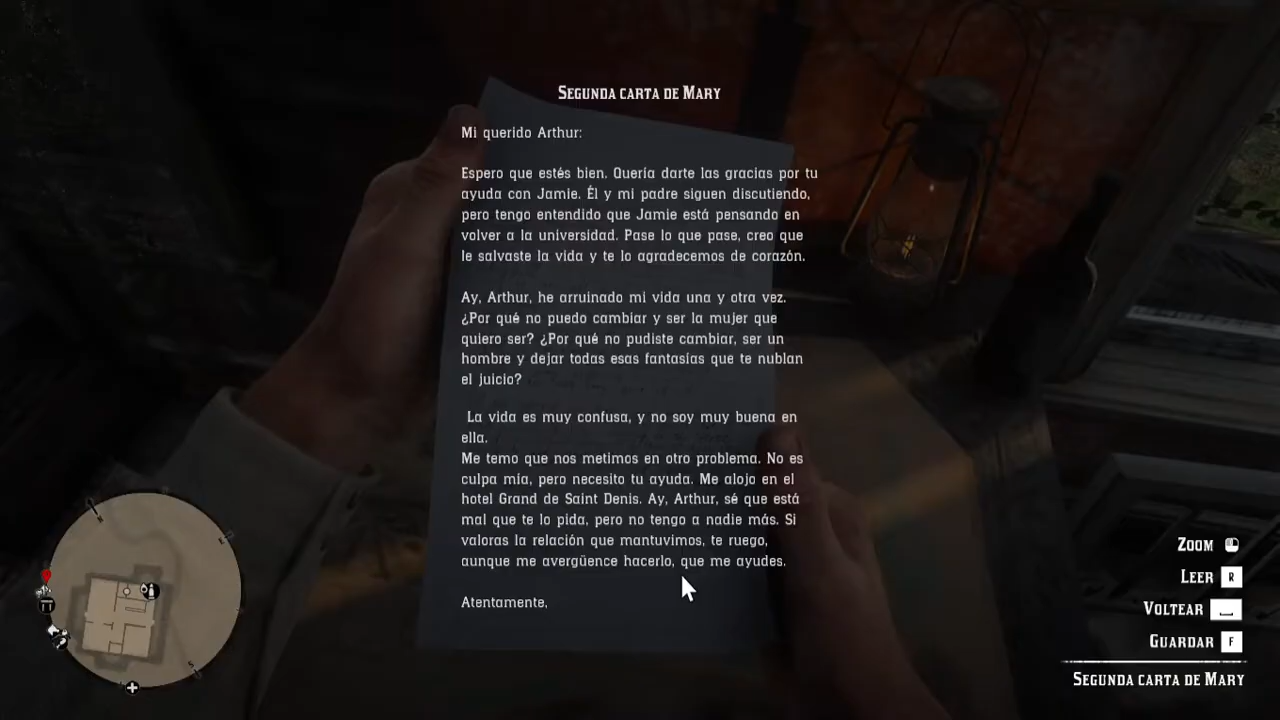 Segunda carta de Mary
Mi querido Arthur:
Espero que estés bien. Quería darte las gracias por tu
ayuda con Jamie. Él y mi padre siguen discutiendo,
pero tengo entendido que Jamie está pensando en
volver a la universidad. Pase lo que pase, creo que
le salvaste la vida y te lo agradecemos de corazón.
Ay, Arthur, he arruinado mi vida una y otra vez.
¿Por qué no puedo cambiar y ser la mujer que
quiero ser? ¿Por qué no pudiste cambiar, ser un
hombre y dejar todas esas fantasías que te nublan
el juicio?
La vida es muy confusa, y no soy muy buena en
ella.
Me temo que nos metimos en otro problema. No es
culpa mía, pero necesito tu ayuda. Me alojo en el
hotel Grand de Saint Denis. Ay, Arthur, sé que está
mal que te lo pida, pero no tengo a nadie más. Si
valoras la relación que mantuvimos, te ruego,
aunque me avergüence hacerlo, que me ayudes.
Atentamente,
Zoom
Leer R
Voltear
Guardar F
Segunda carta de Mary